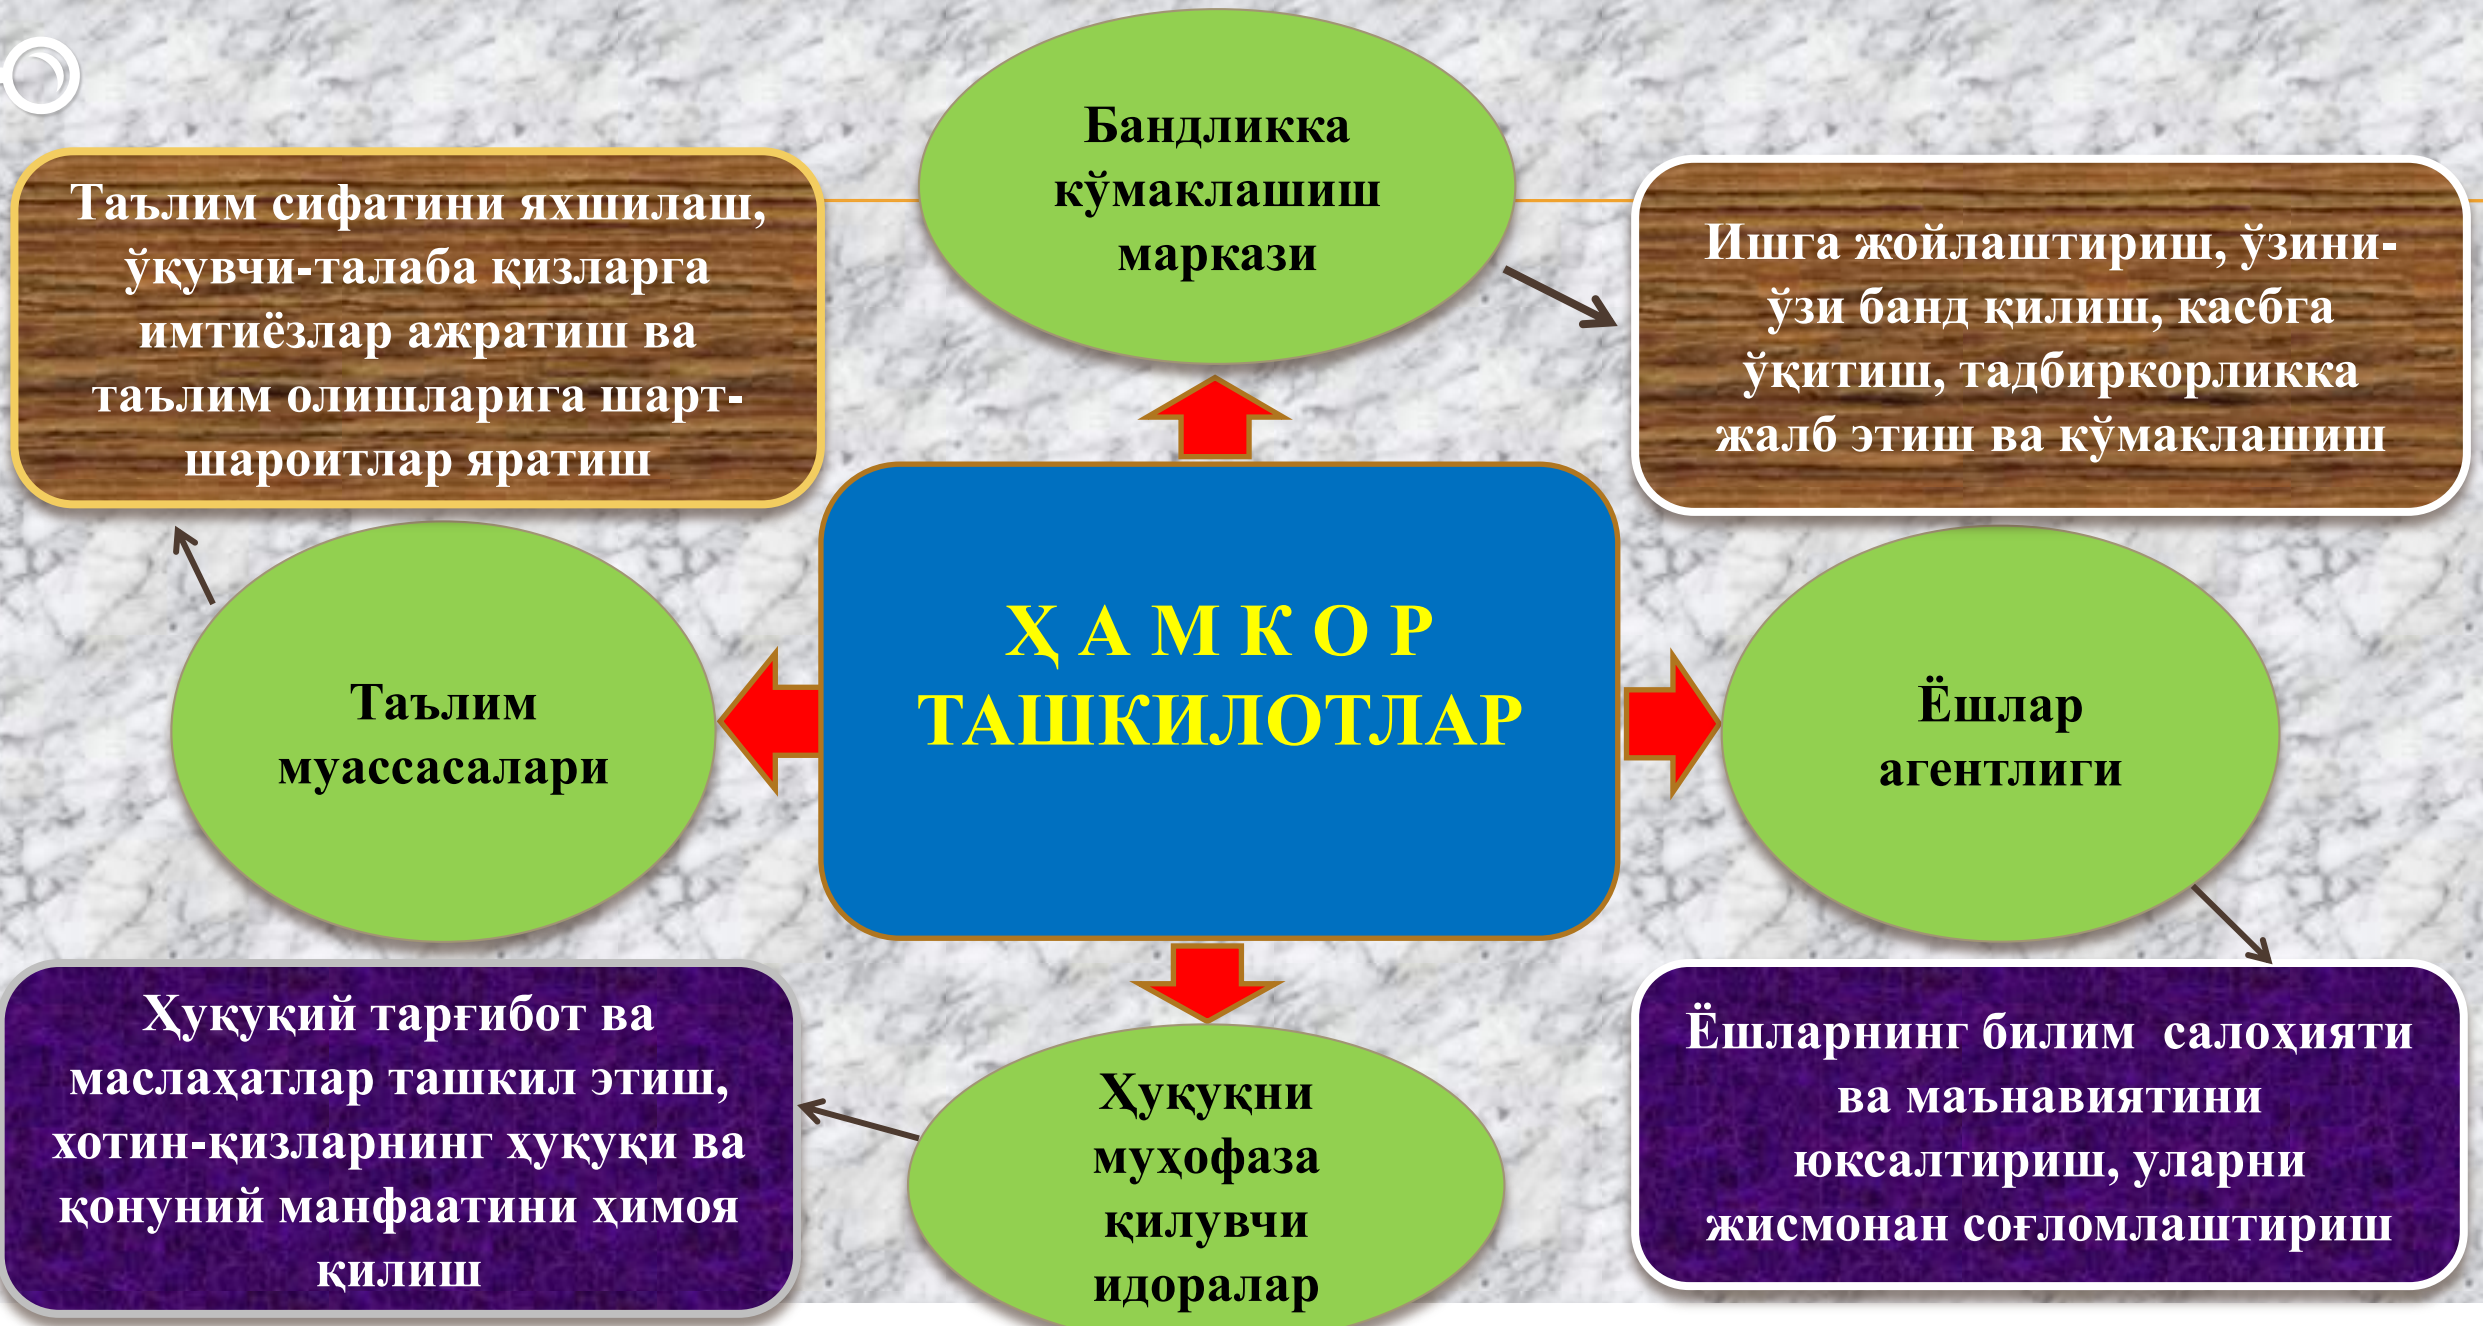 Бандликка
кўмаклашиш
маркази
Таълим сифатини яхшилаш,
ўқувчи-талаба қизларга
имтиёзлар ажратиш ва
таълим олишларига шарт-
шароитлар яратиш
Ишга жойлаштириш, ўзини-
ўзи банд қилиш, касбга
ўқитиш, тадбиркорликка
жалб этиш ва кўмаклашиш
Ҳ А М К О Р
ТАШКИЛОТЛАР
Таълим
муассасалари
Ёшлар
агентлиги
Ҳуқуқий тарғибот ва
маслаҳатлар ташкил этиш,
хотин-қизларнинг ҳуқуқи ва
қонуний манфаатини ҳимоя
қилиш
Ҳуқуқни
муҳофаза
қилувчи
идоралар
Ёшларнинг билим  салоҳияти
ва маънавиятини
юксалтириш, уларни
жисмонан соғломлаштириш